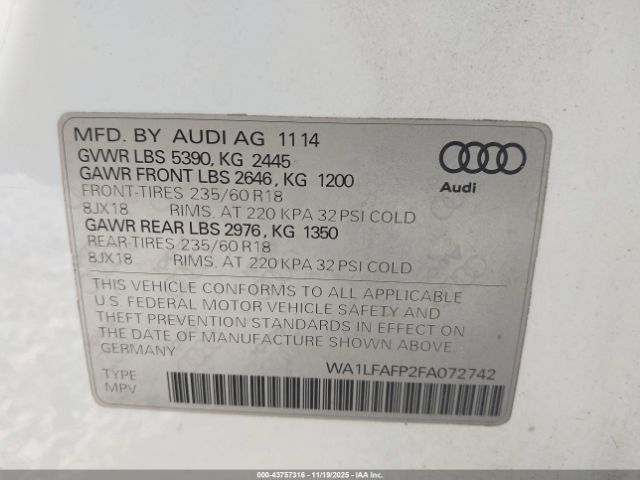 MFD. BY AUDI AG 11 14
GVWR LBS 5390, KG 2445
GAWR FRONT LBS 2646, KG 1200
FRONT-TIRES 235/60 R18
8JX18 RIMS, AT 220 KPA 32 PSI COLD
GAWR REAR LBS 2976, KG 1350
REAR-TIRES 235/60 R18
8JX18 RIMS, AT 220 KPA 32 PSI COLD
Audi
THIS VEHICLE CONFORMS TO ALL APPLICABLE
U.S. FEDERAL MOTOR VEHICLE SAFETY AND
THEFT PREVENTION STANDARDS IN EFFECT ON
THE DATE OF MANUFACTURE SHOWN ABOVE.
GERMANY
WA1LFAFP2FA072742
TYPE
MPV
000-43757316 - 11/19/2025 - IAAI.COM